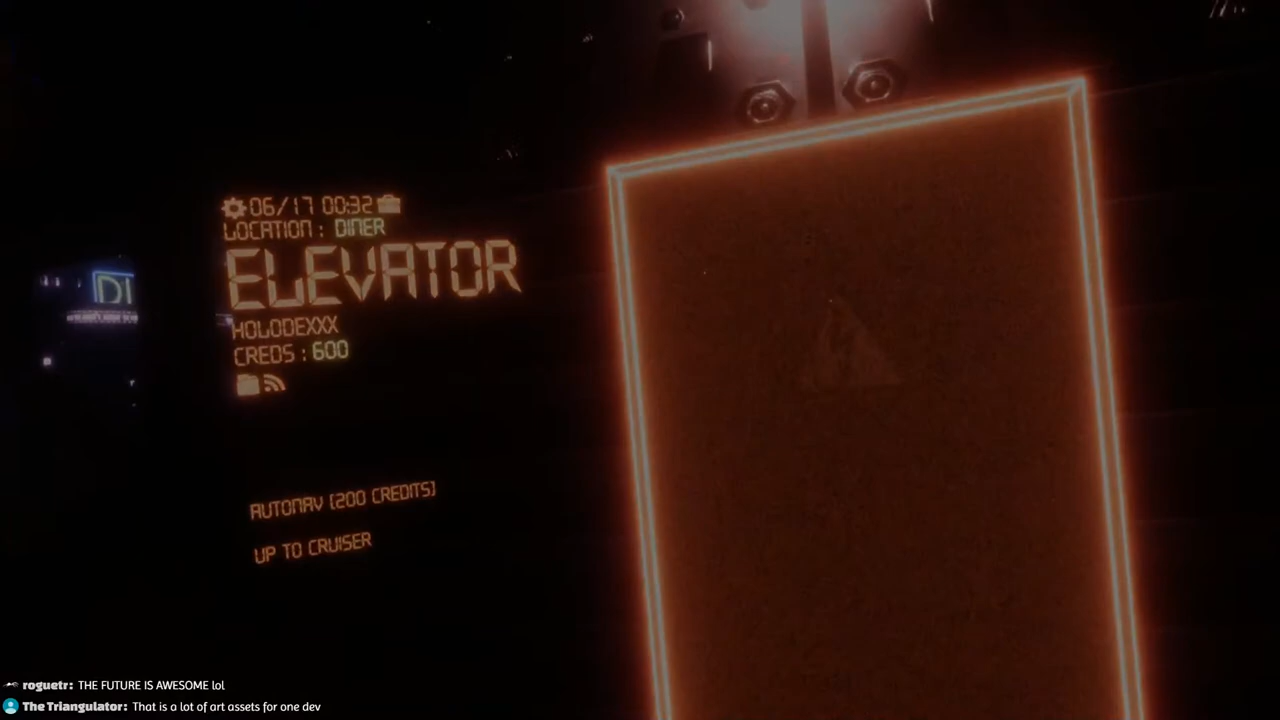 06/17 00:32
LOCATION : DINER
ELEVATOR
HOLODEXXX
CREDS : 600
DI
AUTONAV [200 CREDITS]
UP TO CRUISER
roguetr: THE FUTURE IS AWESOME lol
The Triangulator: That is a lot of art assets for one dev